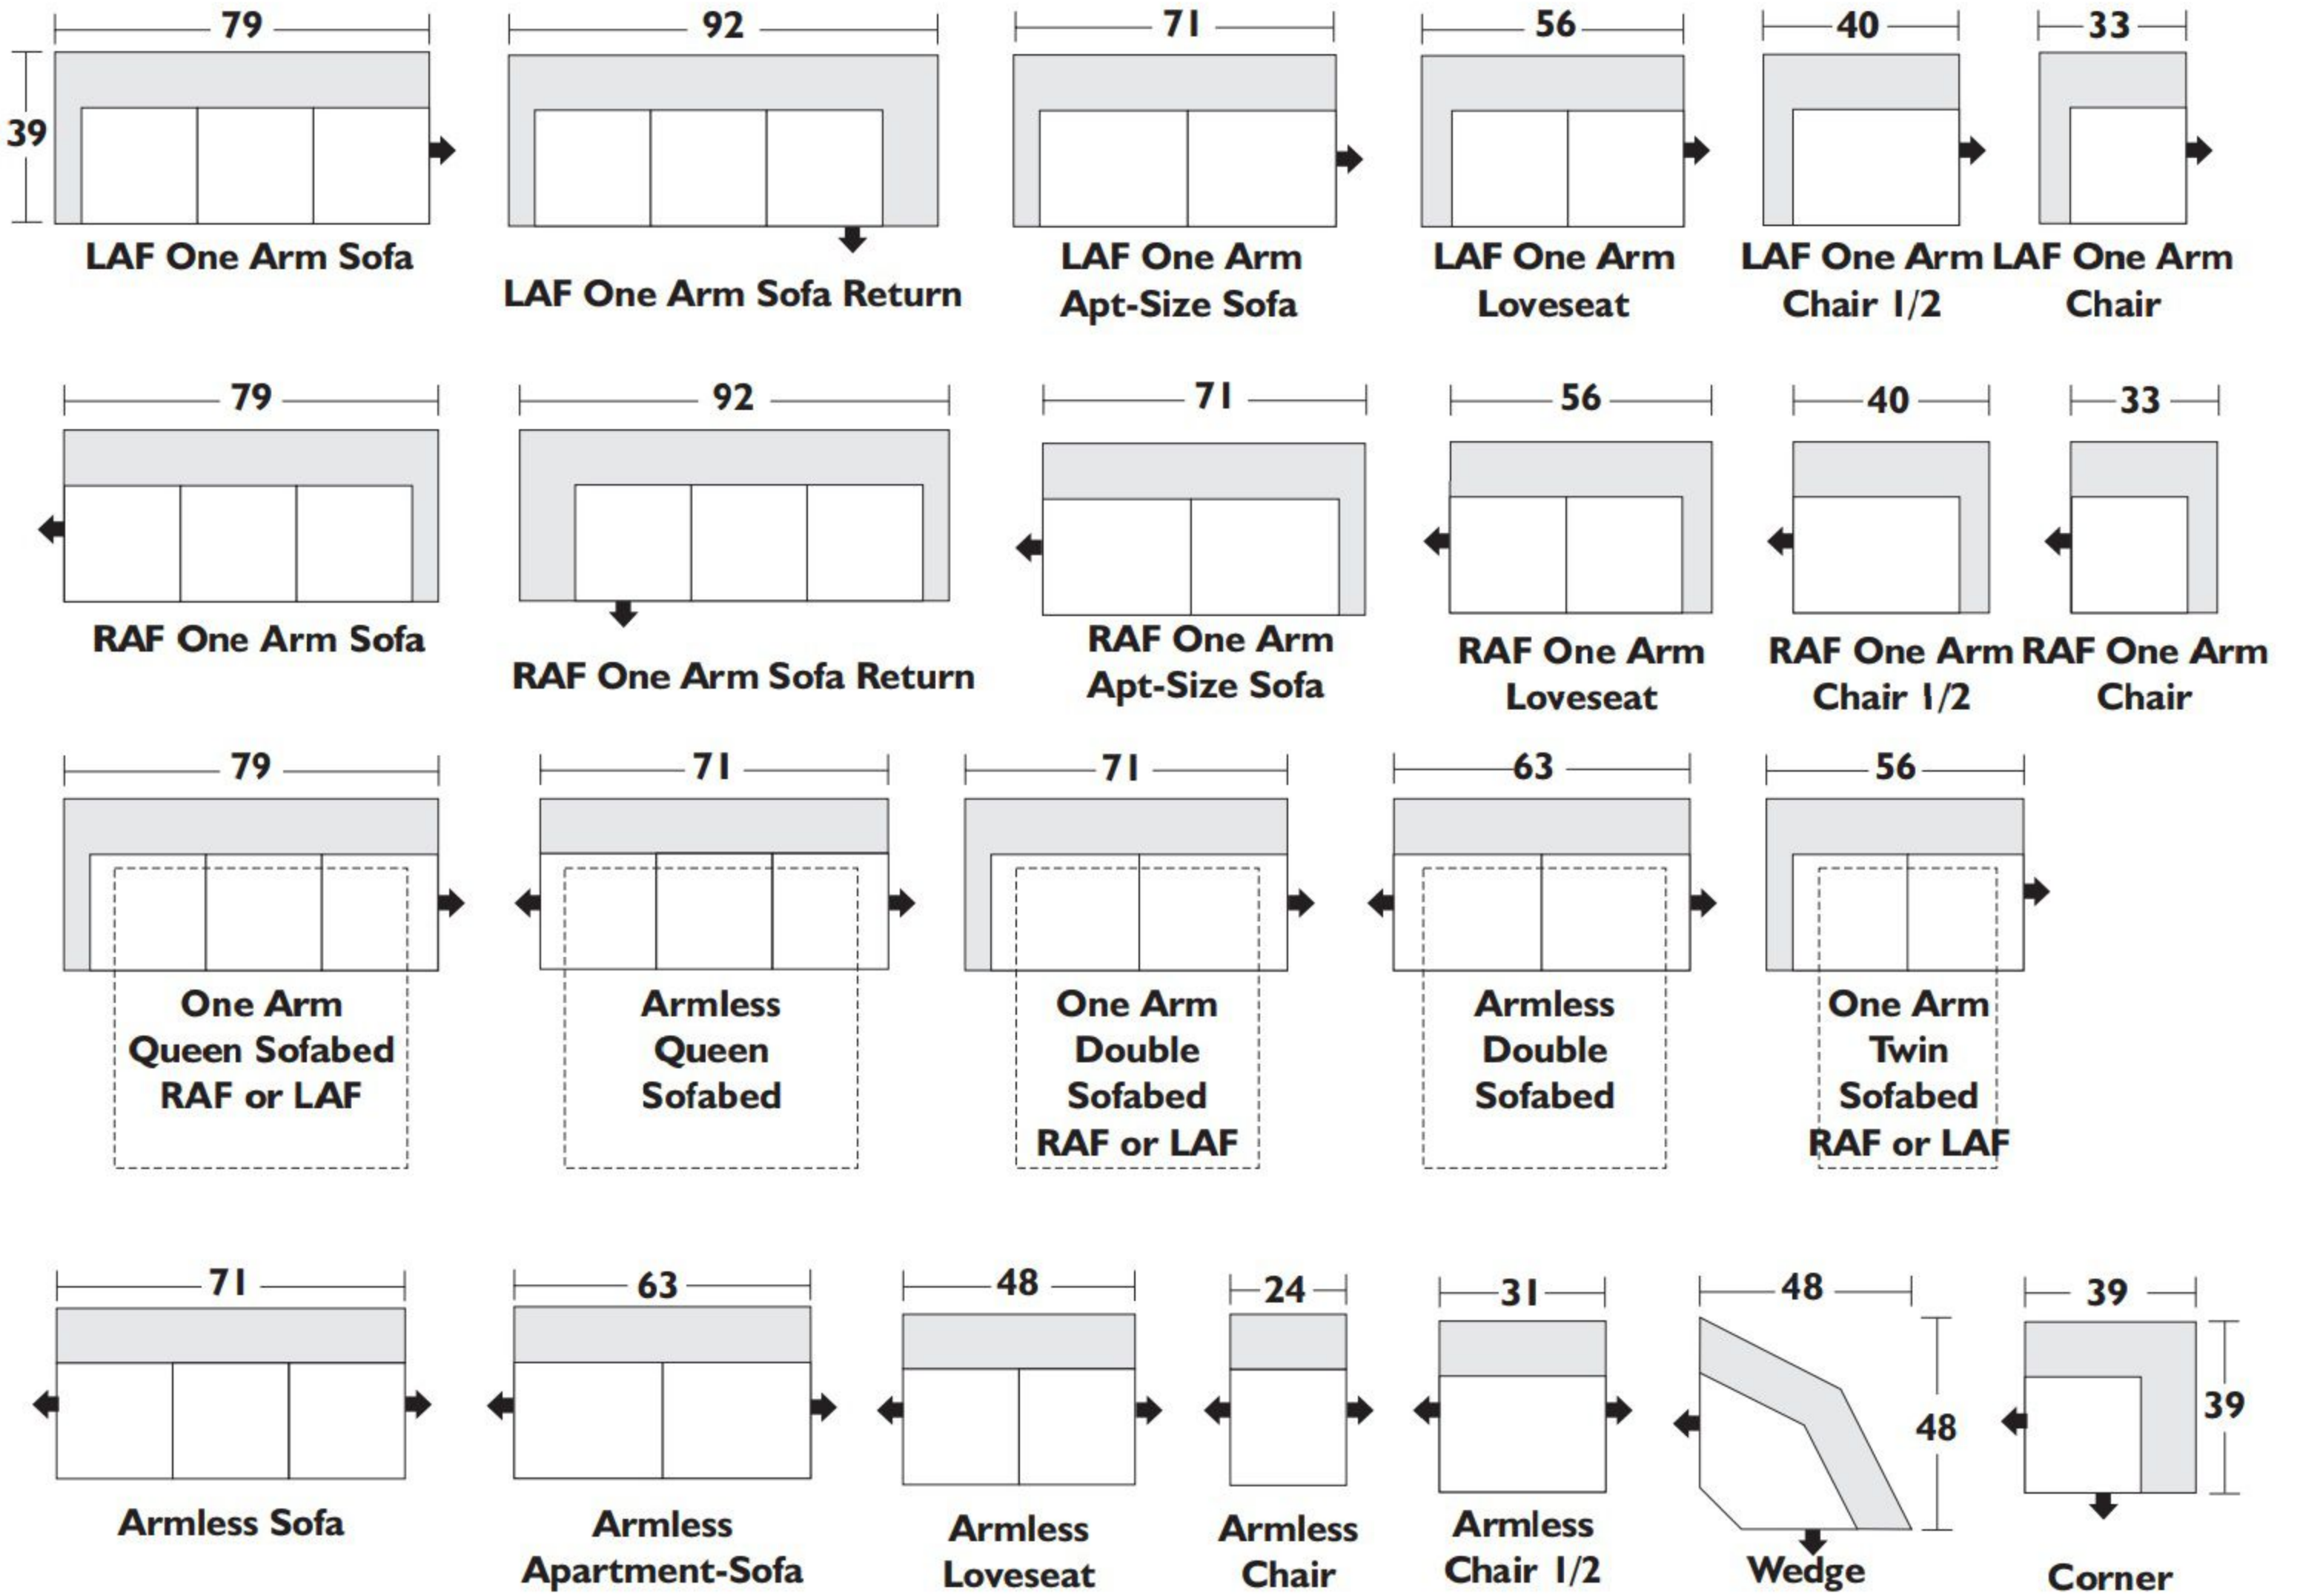 79 92 71 56 40 33
39
LAF One Arm Sofa
LAF One Arm Sofa Return
LAF One Arm
Apt-Size Sofa
LAF One Arm
Loveseat
LAF One Arm
Chair 1/2
LAF One Arm
Chair
79 92 71 56 40 33
RAF One Arm Sofa
RAF One Arm Sofa Return
RAF One Arm
Apt-Size Sofa
RAF One Arm
Loveseat
RAF One Arm
Chair 1/2
RAF One Arm
Chair
79 71 71 63 56
One Arm
Queen Sofabed
RAF or LAF
Armless
Queen
Sofabed
One Arm
Double
Sofabed
RAF or LAF
Armless
Double
Sofabed
One Arm
Twin
Sofabed
RAF or LAF
71 63 48 24 31 48 39
48
39
Armless Sofa
Armless
Apartment-Sofa
Armless
Loveseat
Armless
Chair
Armless
Chair 1/2
Wedge
Corner